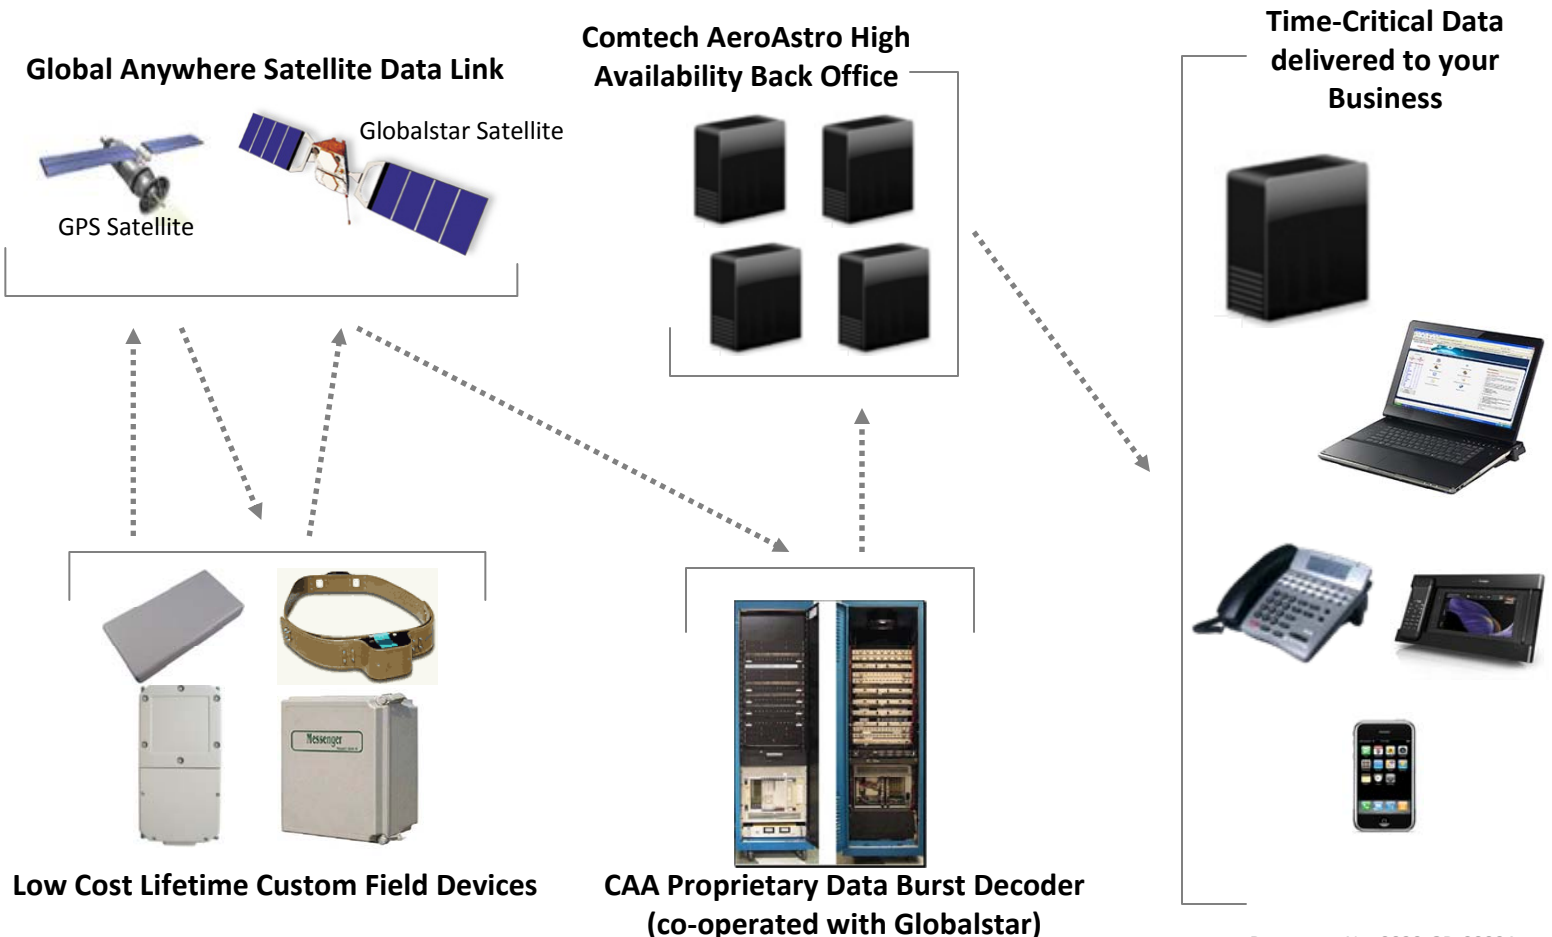 Global Anywhere Satellite Data Link
GPS Satellite
Globalstar Satellite
Comtech AeroAstro High
Availability Back Office
Time-Critical Data
delivered to your
Business
Messenger
Low Cost Lifetime Custom Field Devices
CAA Proprietary Data Burst Decoder
(co-operated with Globalstar)